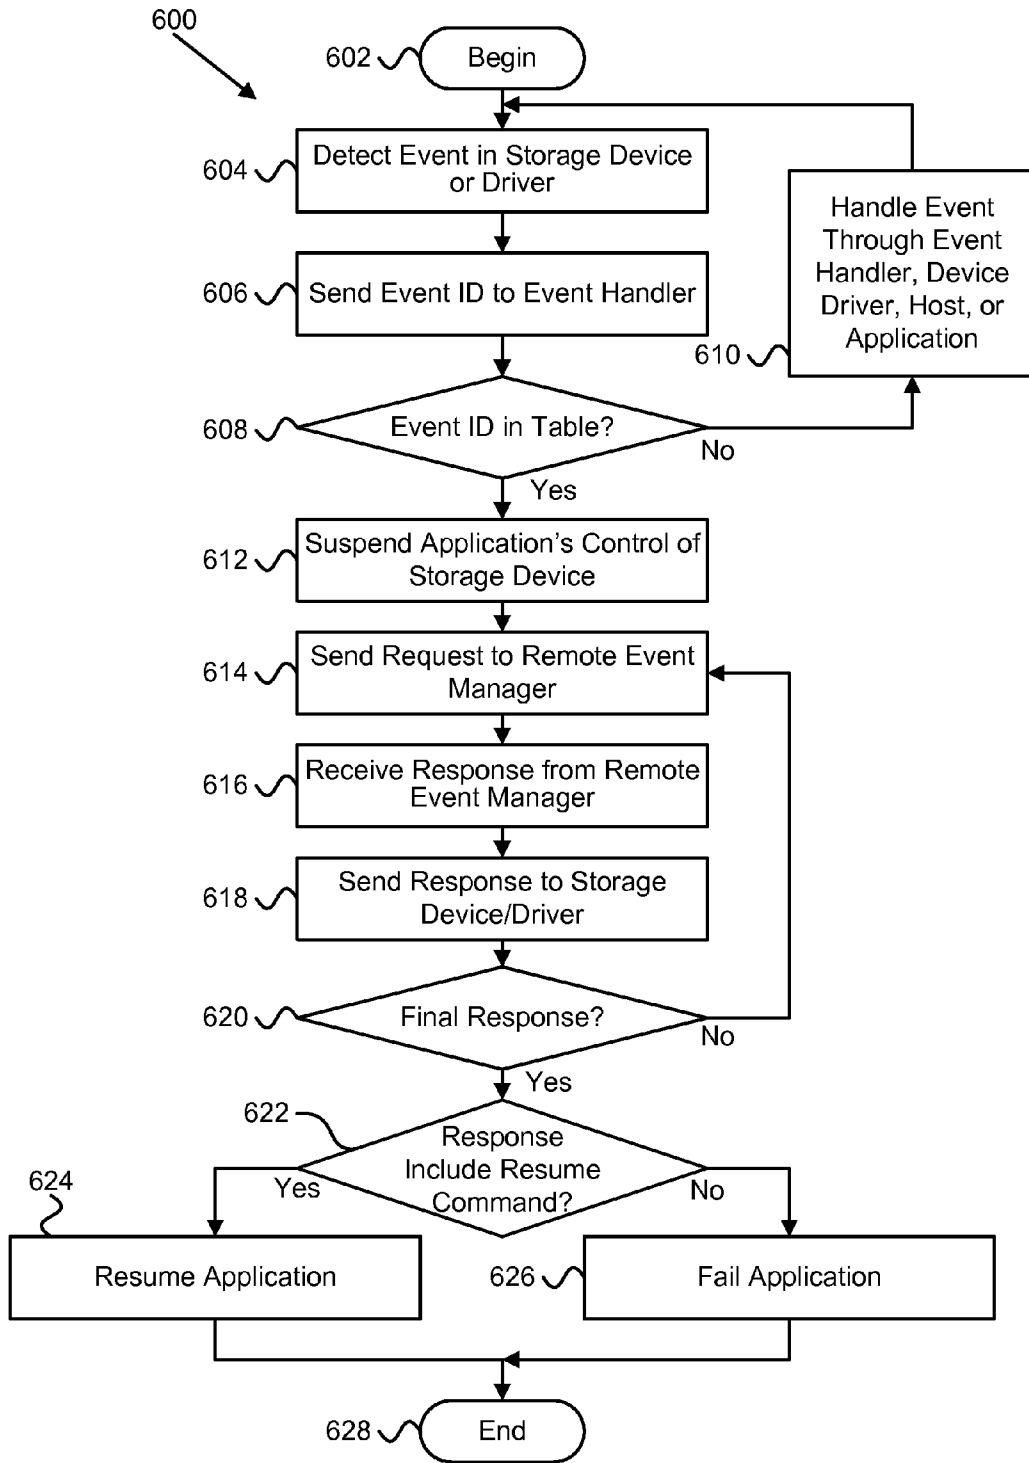 600
602
Begin
604
Detect Event in Storage Device
or Driver
606
Send Event ID to Event Handler
Handle Event
Through Event
Handler, Device
Driver, Host, or
Application
610
608
Event ID in Table?
No
Yes
612
Suspend Application’s Control of
Storage Device
614
Send Request to Remote Event
Manager
616
Receive Response from Remote
Event Manager
618
Send Response to Storage
Device/Driver
620
Final Response?
No
Yes
622
Response
Include Resume
Command?
Yes
No
624
Resume Application
626
Fail Application
628
End